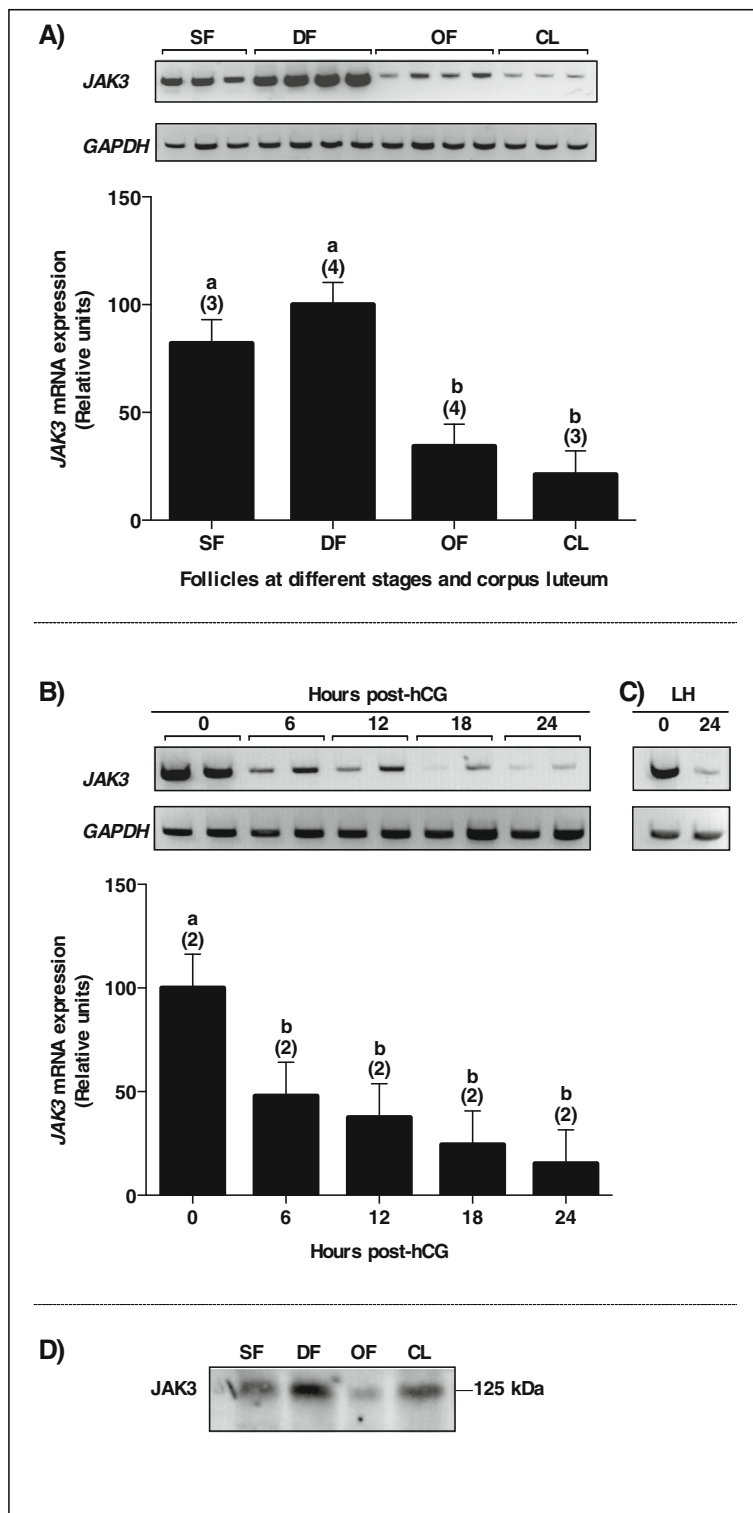 A)
SF DF OF CL
JAK3
GAPDH
150
100
50
0
JAK3 mRNA expression
(Relative units)
a
(3)
a
(4)
b
(4)
b
(3)
SF DF OF CL
Follicles at different stages and corpus luteum
B)
Hours post-hCG
0 6 12 18 24
JAK3
GAPDH
C)
LH
0 24
150
100
50
0
JAK3 mRNA expression
(Relative units)
a
(2)
b
(2)
b
(2)
b
(2)
b
(2)
0 6 12 18 24
Hours post-hCG
D)
SF DF OF CL
JAK3
125 kDa